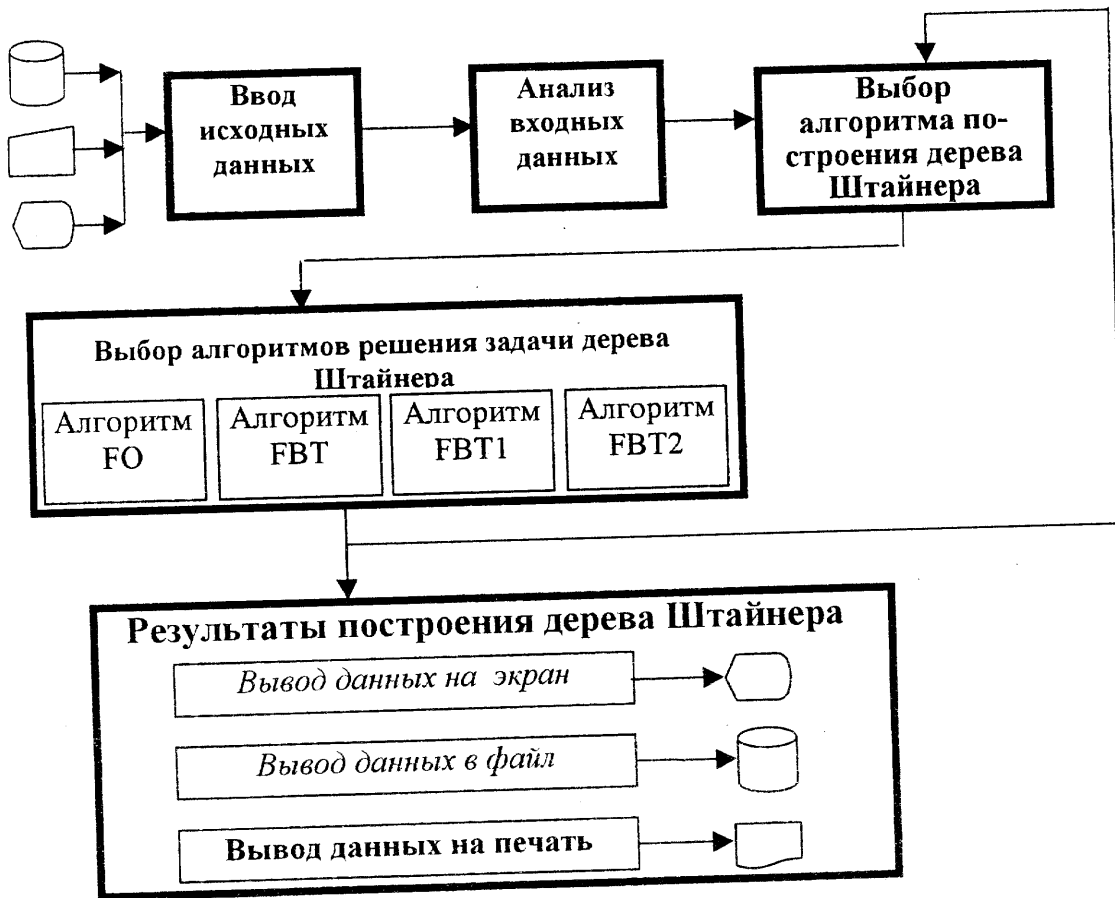 Ввод
исходных
данных
Анализ
входных
данных
Выбор
алгоритма по-
строения дерева
Штайнера
Выбор алгоритмов решения задачи дерева
Штайнера
Алгоритм
FO
Алгоритм
FBT
Алгоритм
FBT1
Алгоритм
FBT2
Результаты построения дерева Штайнера
Вывод данных на экран
Вывод данных в файл
Вывод данных на печать